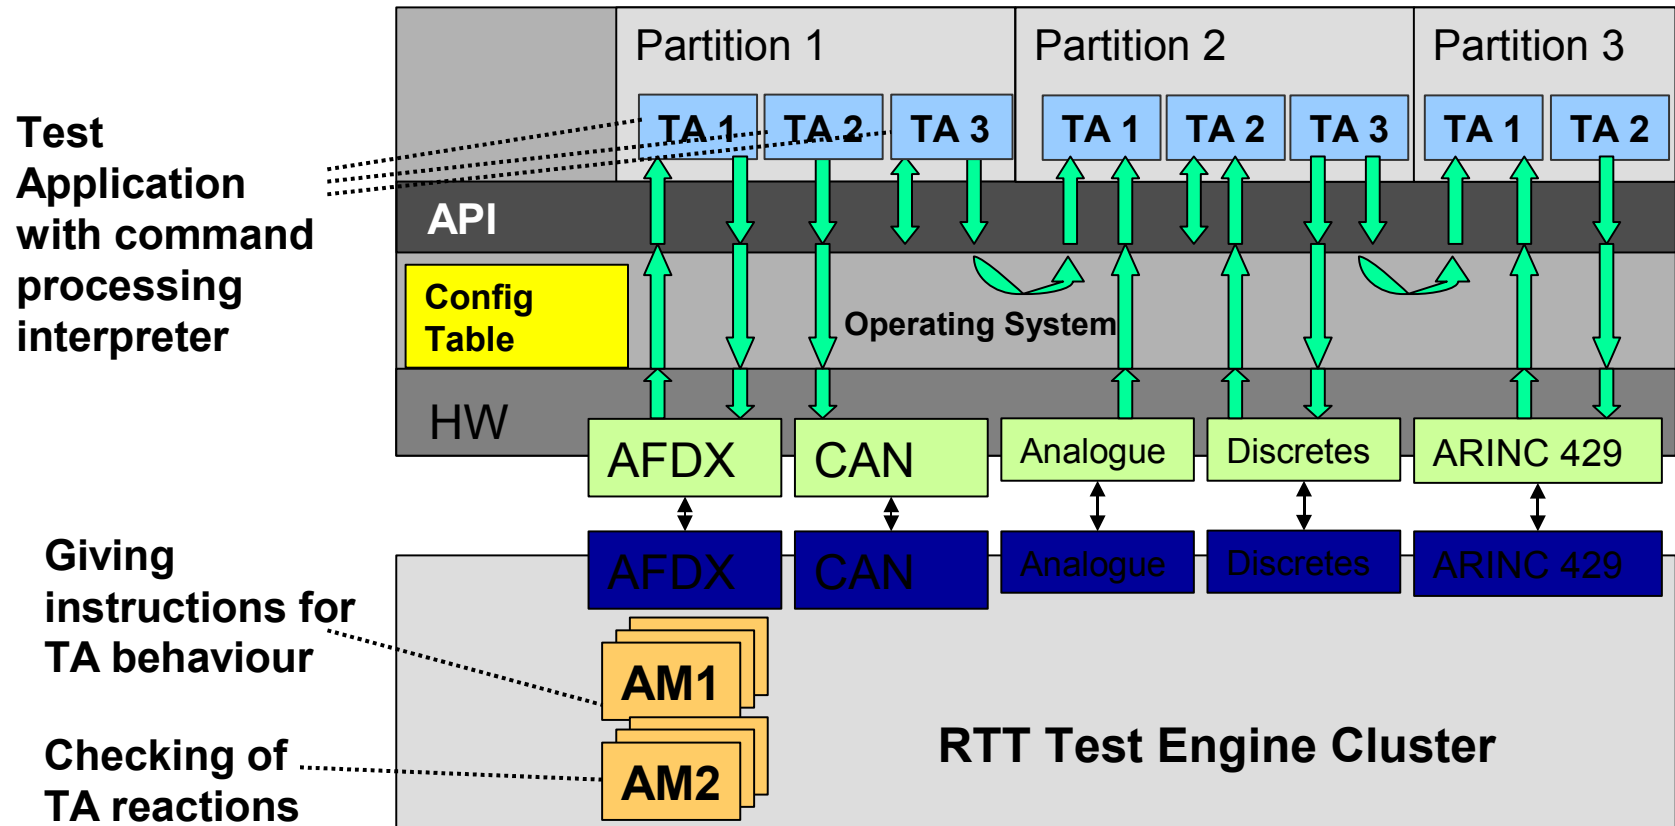 Partition 1
Partition 2
Partition 3
TA 1
TA 2
TA 3
TA 1
TA 2
TA 3
TA 1
TA 2
Test
Application
with command
processing
interpreter
API
Config
Table
Operating System
HW
AFDX
CAN
Analogue
Discretes
ARINC 429
AFDX
CAN
Analogue
Discretes
ARINC 429
Giving
instructions for
TA behaviour
AM1
RTT Test Engine Cluster
Checking of
TA reactions
AM2